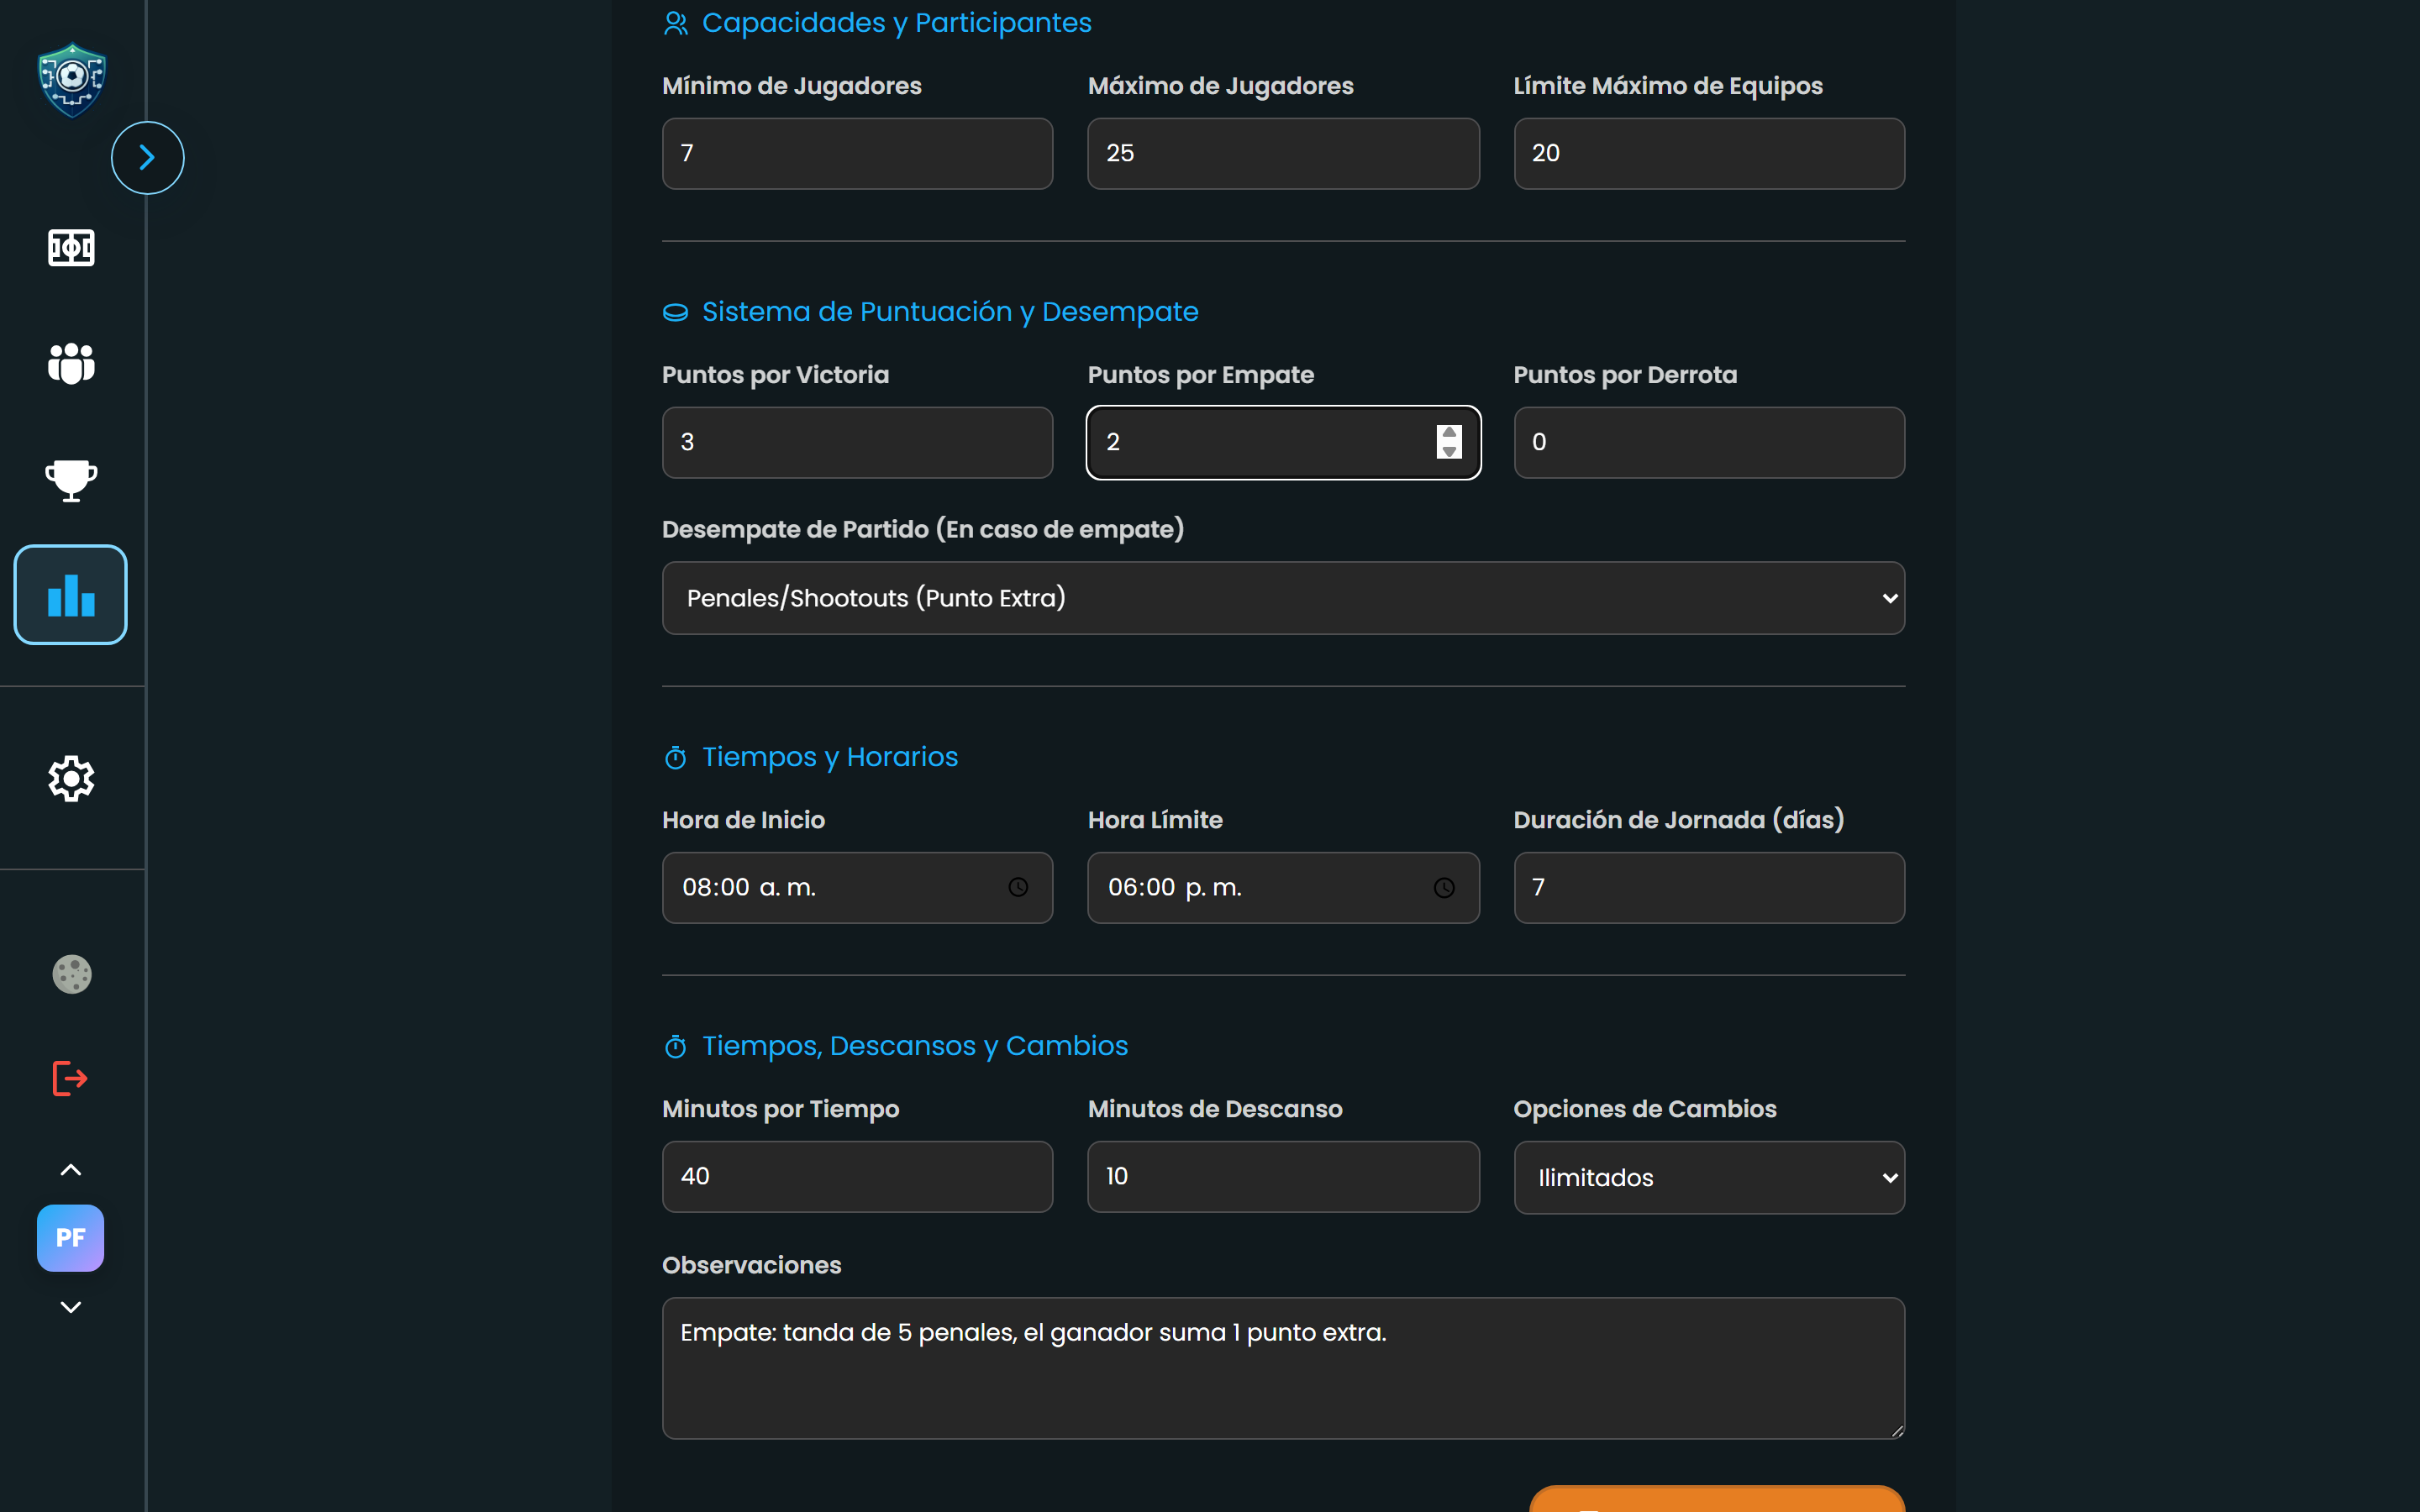 Capacidades y Participantes
Mínimo de Jugadores
Máximo de Jugadores
Límite Máximo de Equipos
7
25
20
Sistema de Puntuación y Desempate
Puntos por Victoria
Puntos por Empate
Puntos por Derrota
3
2
0
Desempate de Partido (En caso de empate)
Penales/Shootouts (Punto Extra)
Tiempos y Horarios
Hora de Inicio
Hora Límite
Duración de Jornada (días)
08:00 a. m.
06:00 p. m.
7
Tiempos, Descansos y Cambios
Minutos por Tiempo
Minutos de Descanso
Opciones de Cambios
40
10
Ilimitados
PF
Observaciones
Empate: tanda de 5 penales, el ganador suma 1 punto extra.